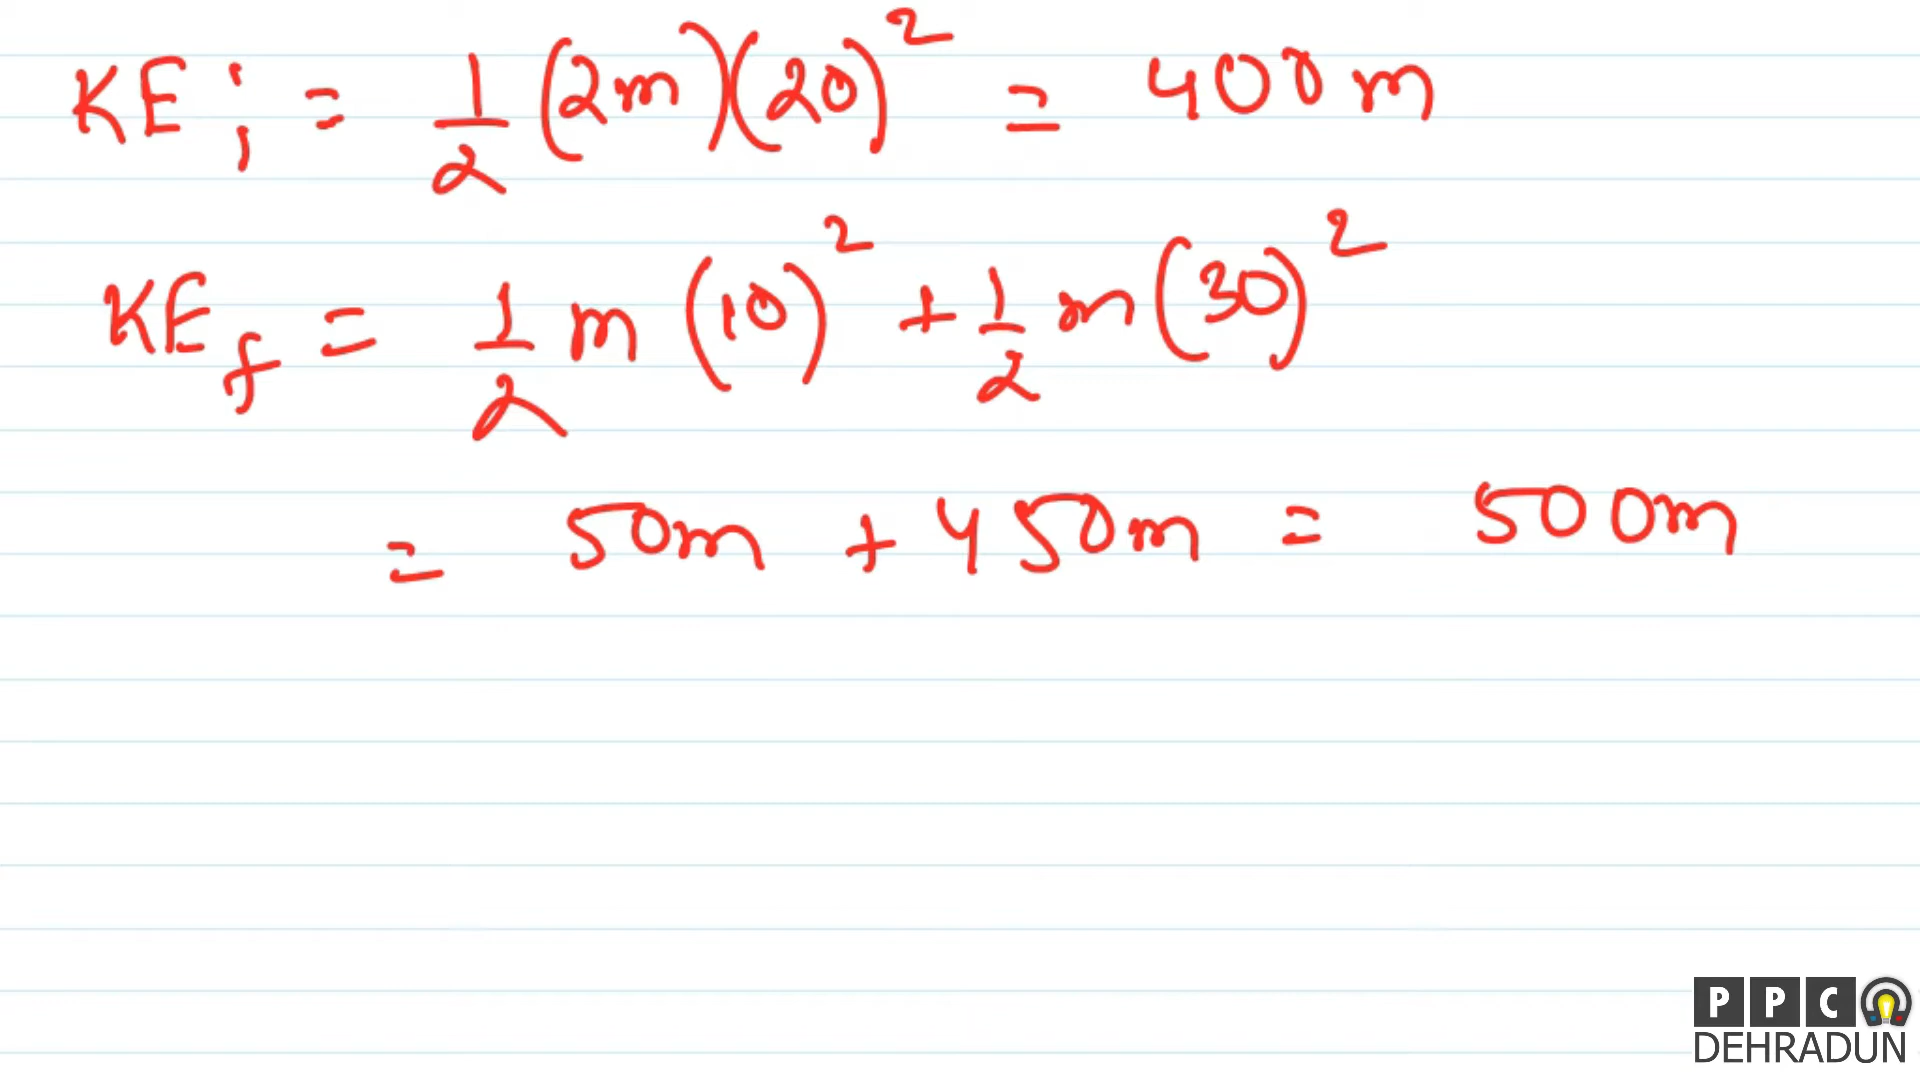 KEi = 1/2 (2m)(20)² = 400m
KEf = 1/2 m(10)² + 1/2 m(30)²
= 50m + 450m = 500m
PPC
DEHRADUN